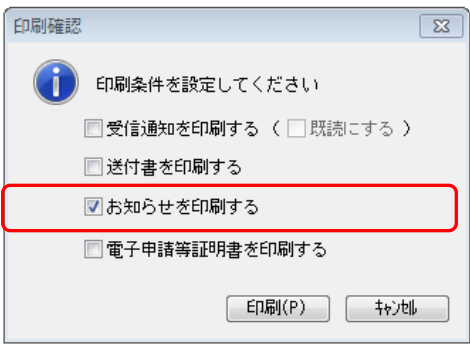 印刷確認
印刷条件を設定してください
受信通知を印刷する ( 既読にする )
送付書を印刷する
お知らせを印刷する
電子申請等証明書を印刷する
印刷(P) ｷｬﾝｾﾙ